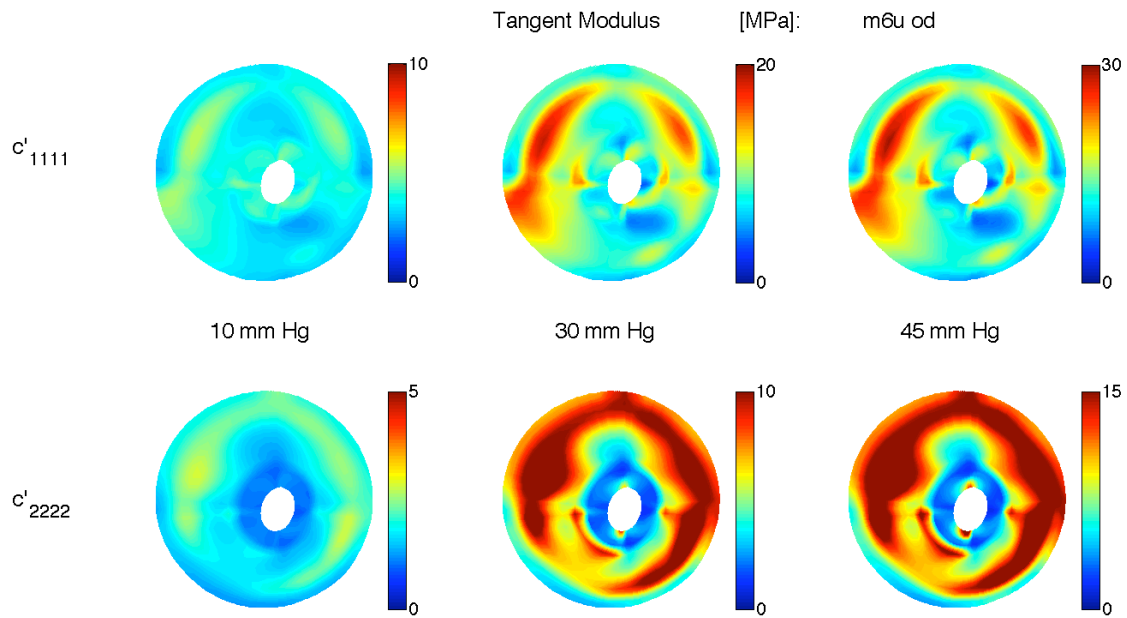 Tangent Modulus [MPa]: m6u od
10 20 30
c'1111
0 0 0
10 mm Hg 30 mm Hg 45 mm Hg
5 10 15
c'2222
0 0 0